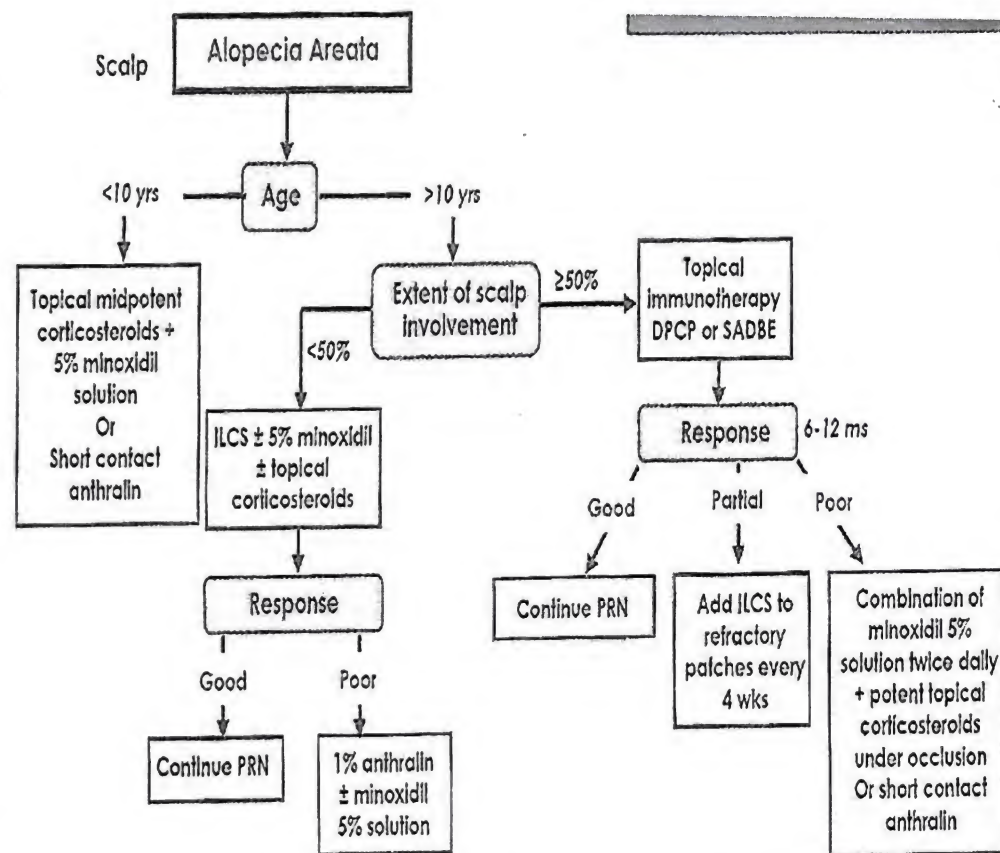 Scalp
Alopecia Areata
Age
<10 yrs
>10 yrs
Topical midpotent
corticosteroids +
5% minoxidil
solution
Or
Short contact
anthralin
Extent of scalp
involvement
<50%
≥50%
ILCS ± 5% minoxidil
± topical
corticosteroids
Response
Good
Poor
Continue PRN
1% anthralin
± minoxidil
5% solution
Topical
immunotherapy
DPCP or SADBE
Response
6-12 ms
Good
Partial
Poor
Continue PRN
Add ILCS to
refractory
patches every
4 wks
Combination of
minoxidil 5%
solution twice daily
+ potent topical
corticosteroids
under occlusion
Or short contact
anthralin